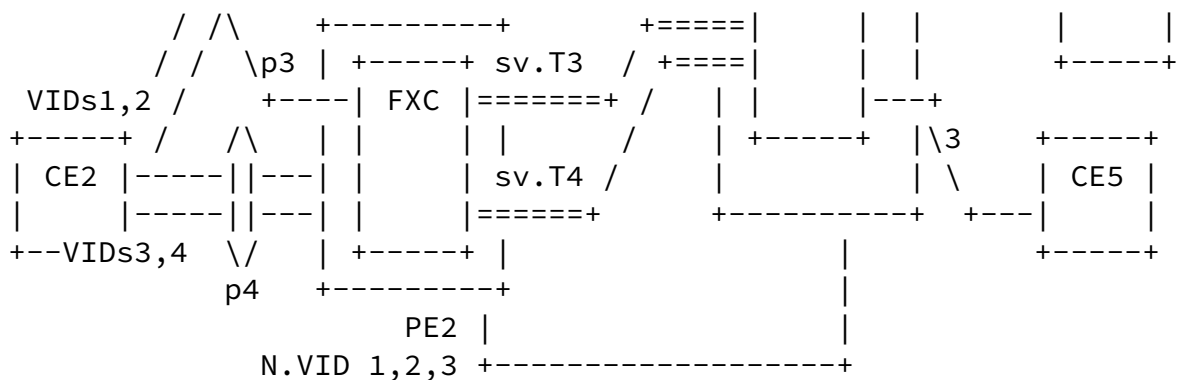 p3 sv.T3
VIDs1,2 FXC
3
CE2 sv.T4 CE5
VIDs3,4
p4
PE2
N.VID 1,2,3